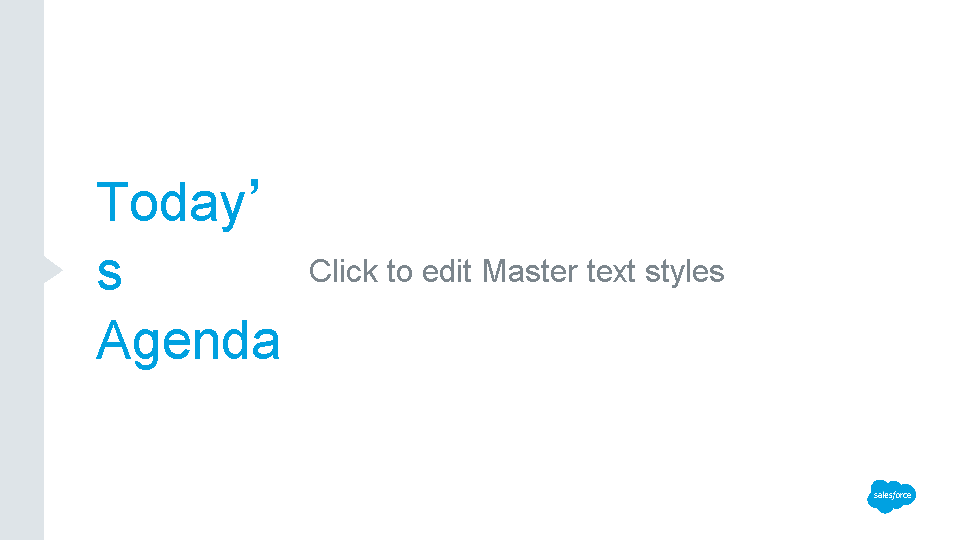 Today’
s
Agenda
Click to edit Master text styles
salesforce